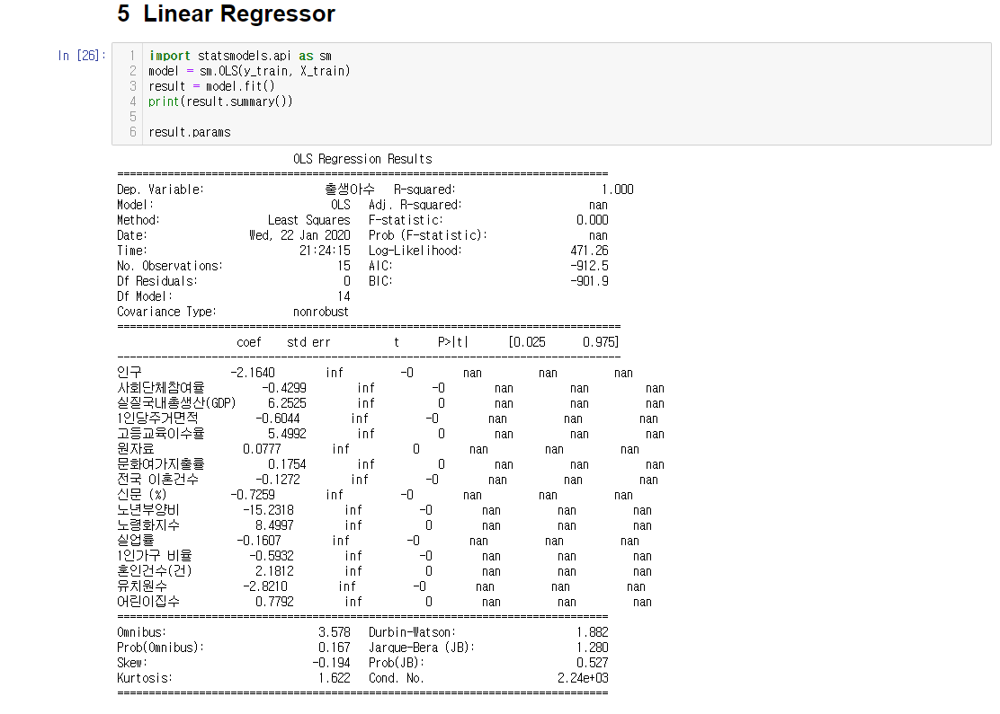 5 Linear Regressor
In [26]:
1 import statsmodels.api as sm
2 model = sm.OLS(y_train, X_train)
3 result = model.fit()
4 print(result.summary())
5
6 result.params
OLS Regression Results
==============================================================================
Dep. Variable: 출생아수 R-squared: 1.000
Model: OLS Adj. R-squared: nan
Method: Least Squares F-statistic: 0.000
Date: Wed, 22 Jan 2020 Prob (F-statistic): nan
Time: 21:24:15 Log-Likelihood: 471.26
No. Observations: 15 AIC: -912.5
Df Residuals: 0 BIC: -901.9
Df Model: 14
Covariance Type: nonrobust
================================================================================
coef std err t P>|t| [0.025 0.975]
--------------------------------------------------------------------------------
인구 -2.1640 inf -0 nan nan nan
사회단체참여율 -0.4299 inf -0 nan nan nan
실질국내총생산(GDP) 6.2525 inf 0 nan nan nan
1인당주거면적 -0.6044 inf -0 nan nan nan
고등교육이수율 5.4992 inf 0 nan nan nan
원자료 0.0777 inf 0 nan nan nan
문화여가지출률 0.1754 inf 0 nan nan nan
전국 이혼건수 -0.1272 inf -0 nan nan nan
신문 (%) -0.7259 inf -0 nan nan nan
노년부양비 -15.2318 inf -0 nan nan nan
노령화지수 8.4997 inf 0 nan nan nan
실업률 -0.1607 inf -0 nan nan nan
1인가구 비율 -0.5932 inf -0 nan nan nan
혼인건수(건) 2.1812 inf 0 nan nan nan
유치원수 -2.8210 inf -0 nan nan nan
어린이집수 0.7792 inf 0 nan nan nan
==============================================================================
Omnibus: 3.578 Durbin-Watson: 1.882
Prob(Omnibus): 0.167 Jarque-Bera (JB): 1.280
Skew: -0.194 Prob(JB): 0.527
Kurtosis: 1.622 Cond. No. 2.24e+03
==============================================================================